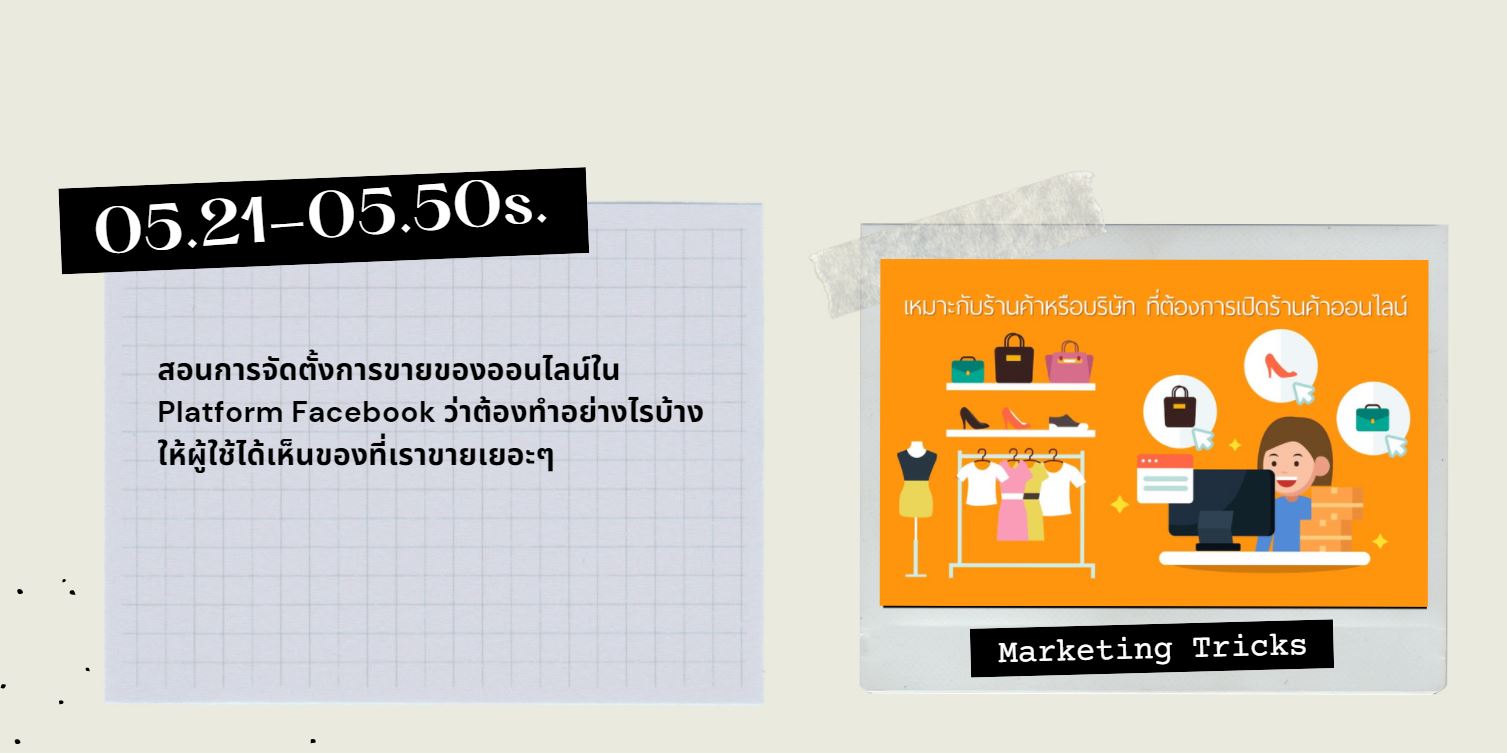 05.21-05.50s.
สอนการจัดตั้งการขายของออนไลน์ใน
Platform Facebook ว่าต้องทำอย่างไรบ้าง
ให้ผู้ใช้ได้เห็นของที่เราขายเยอะๆ
เหมาะกับร้านค้าหรือบริษัท ที่ต้องการเปิดร้านค้าออนไลน์
Marketing Tricks